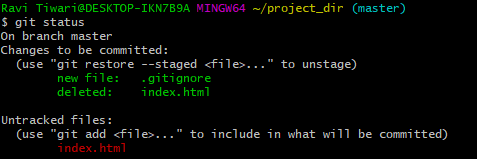 Ravi Tiwari@DESKTOP-IKN7B9A MINGW64 ~/project_dir (master)
$ git status
On branch master
Changes to be committed:
  (use "git restore --staged <file>..." to unstage)
        new file:   .gitignore
        deleted:    index.html

Untracked files:
  (use "git add <file>..." to include in what will be committed)
        index.html